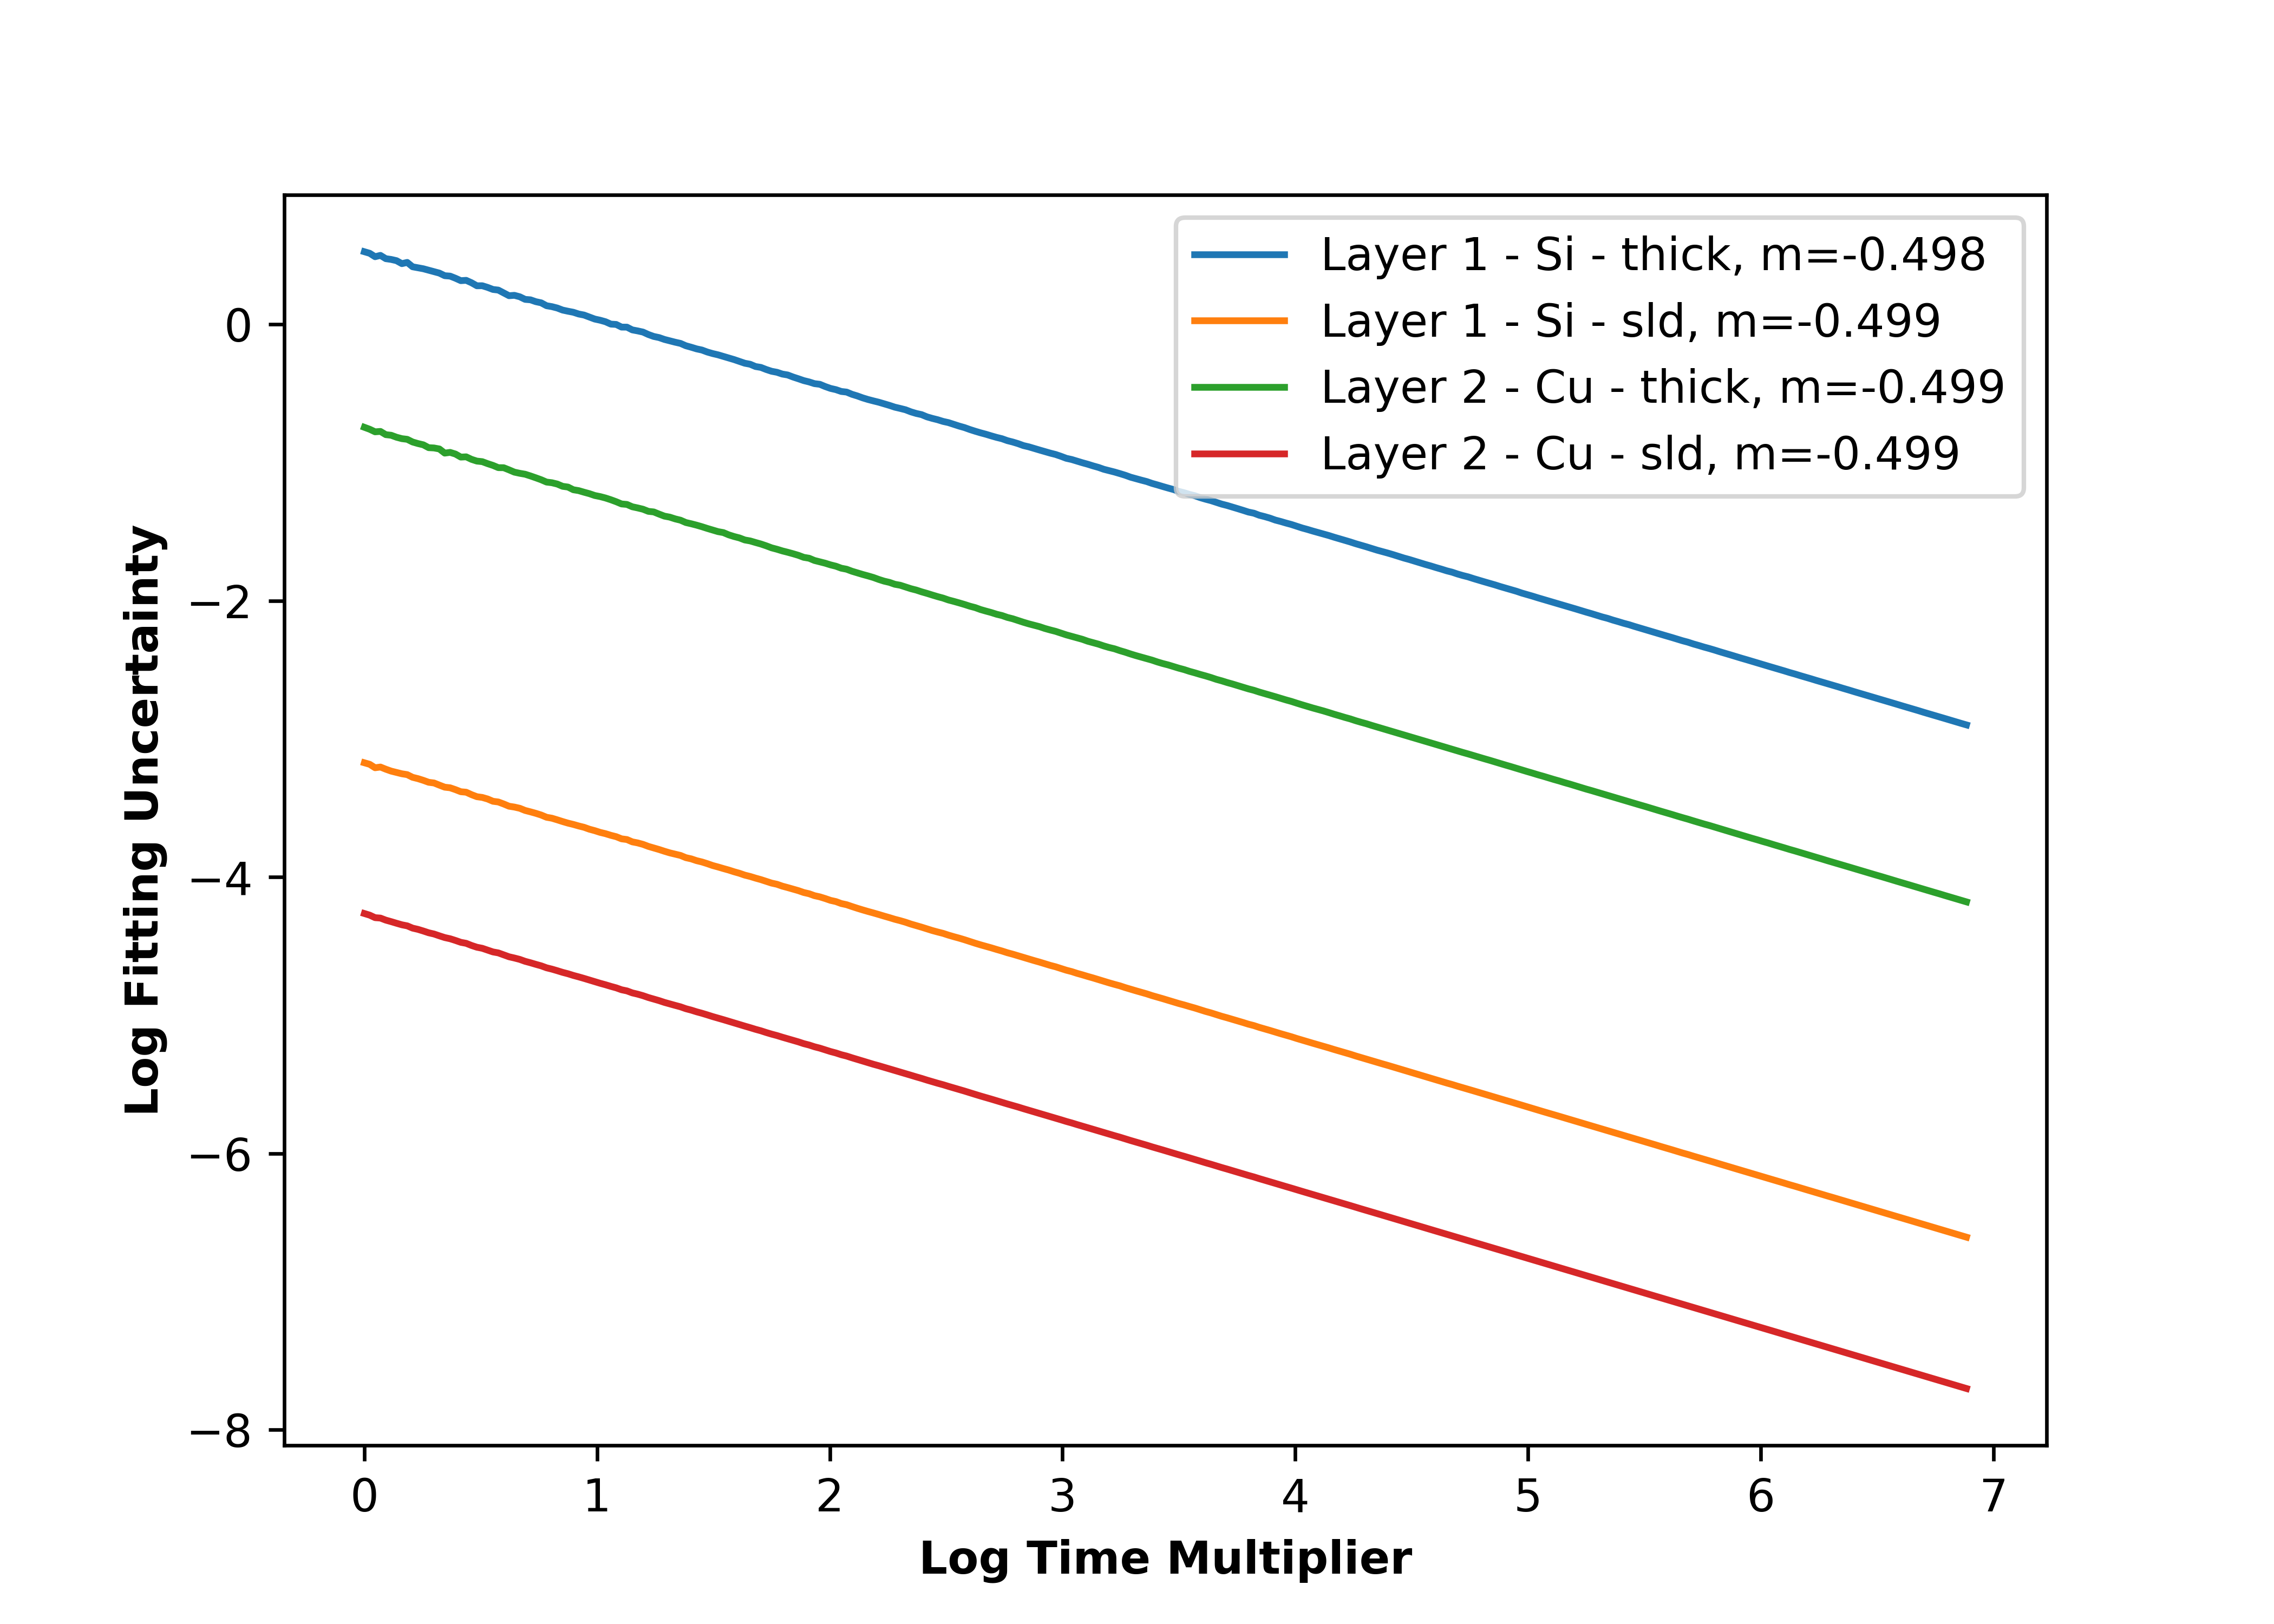 Layer 1 - Si - thick, m=-0.498
Layer 1 - Si - sld, m=-0.499
Layer 2 - Cu - thick, m=-0.499
Layer 2 - Cu - sld, m=-0.499
Log Fitting Uncertainty
0
−2
−4
−6
−8
0 1 2 3 4 5 6 7
Log Time Multiplier